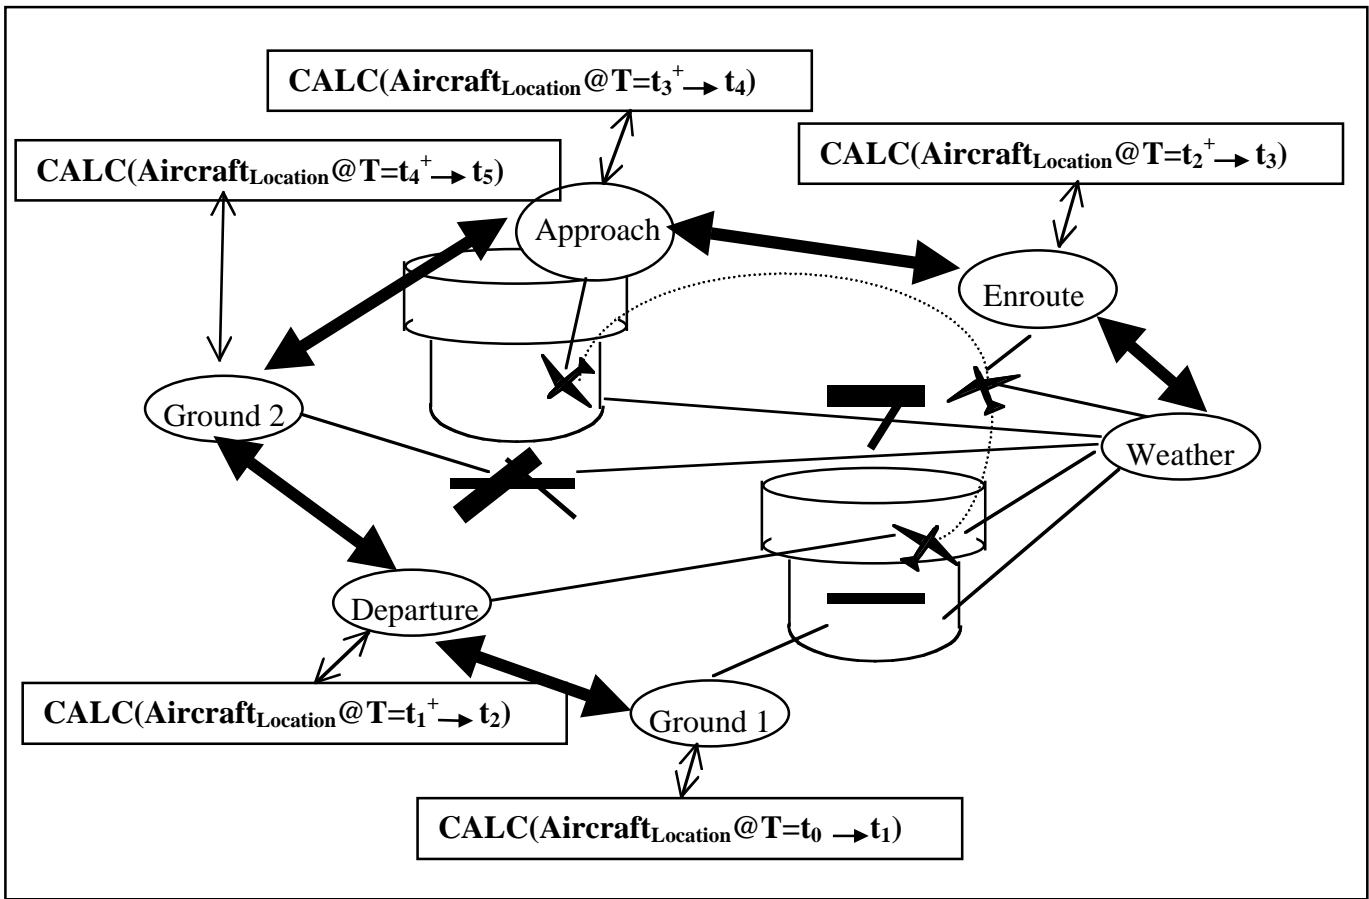 CALC(Aircraft_Location@T=t₃⁺→ t₄)
CALC(Aircraft_Location@T=t₂⁺→ t₃)
CALC(Aircraft_Location@T=t₄⁺→ t₅)
Approach
Enroute
Ground 2
Weather
Departure
CALC(Aircraft_Location@T=t₁⁺→ t₂)
Ground 1
CALC(Aircraft_Location@T=t₀ →t₁)